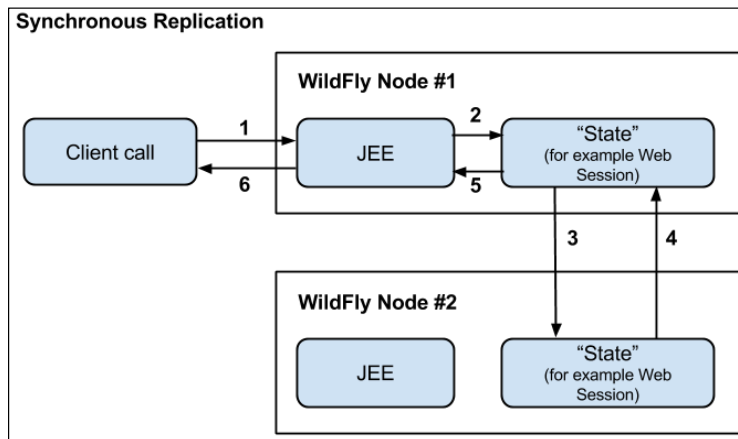 Synchronous Replication
WildFly Node #1
Client call
1
6
JEE
2
5
“State”
(for example Web
Session)
3
4
WildFly Node #2
JEE
“State”
(for example Web
Session)